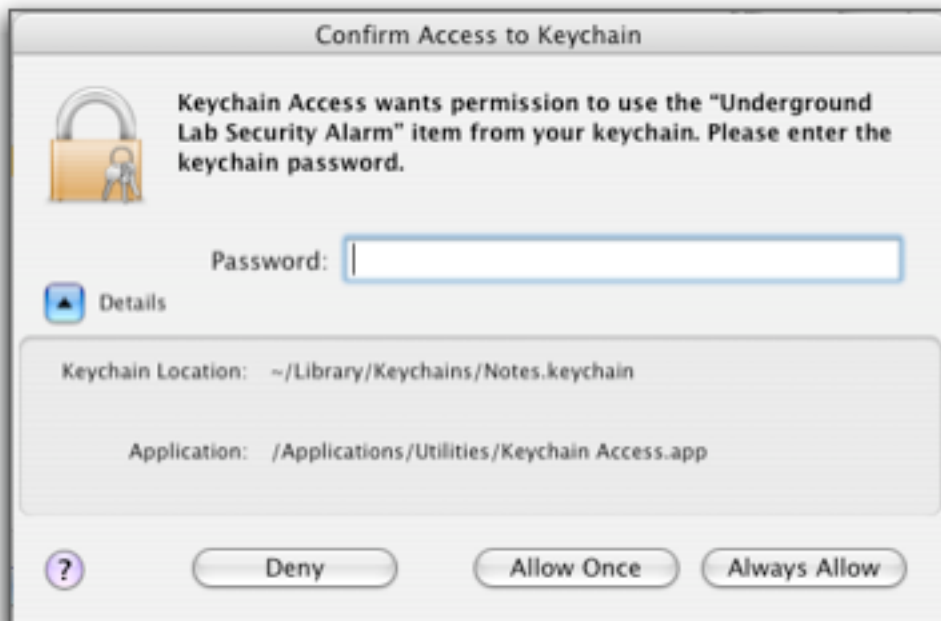 Confirm Access to Keychain
Keychain Access wants permission to use the “Underground
Lab Security Alarm” item from your keychain. Please enter the
keychain password.
Password:
Details
Keychain Location: ~/Library/Keychains/Notes.keychain
Application: /Applications/Utilities/Keychain Access.app
? Deny Allow Once Always Allow